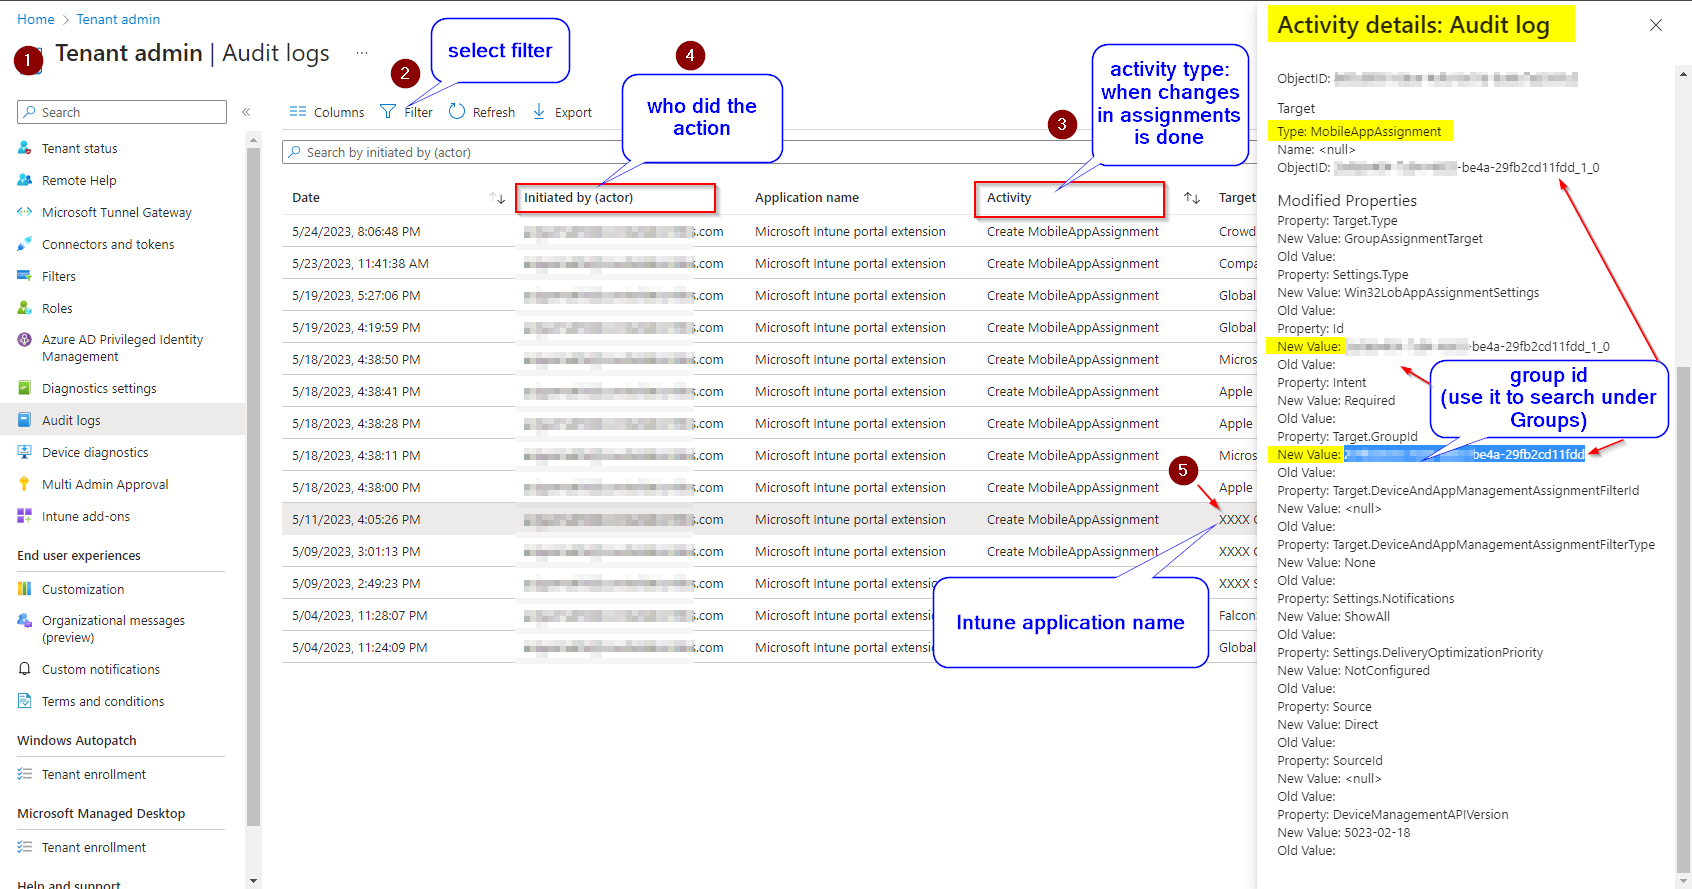 Home > Tenant admin
1
Tenant admin | Audit logs ...
Search «
Tenant status
Remote Help
Microsoft Tunnel Gateway
Connectors and tokens
Filters
Roles
Azure AD Privileged Identity
Management
Diagnostics settings
Audit logs
Device diagnostics
Multi Admin Approval
Intune add-ons
End user experiences
Customization
Organizational messages
(preview)
Custom notifications
Terms and conditions
Windows Autopatch
Tenant enrollment
Microsoft Managed Desktop
Tenant enrollment
Help and support
2
select filter
4
who did the
action
3
activity type:
when changes
in assignments
is done
Columns Filter Refresh Export
Search by initiated by (actor)
Date Initiated by (actor) Application name Activity Target
5/24/2023, 8:06:48 PM s.com Microsoft Intune portal extension Create MobileAppAssignment Crowd
5/23/2023, 11:41:38 AM s.com Microsoft Intune portal extension Create MobileAppAssignment Compa
5/19/2023, 5:27:06 PM s.com Microsoft Intune portal extension Create MobileAppAssignment Global
5/19/2023, 4:19:59 PM s.com Microsoft Intune portal extension Create MobileAppAssignment Global
5/18/2023, 4:38:50 PM s.com Microsoft Intune portal extension Create MobileAppAssignment Micros
5/18/2023, 4:38:41 PM s.com Microsoft Intune portal extension Create MobileAppAssignment Apple
5/18/2023, 4:38:28 PM s.com Microsoft Intune portal extension Create MobileAppAssignment Apple
5/18/2023, 4:38:11 PM s.com Microsoft Intune portal extension Create MobileAppAssignment Micros
5/18/2023, 4:38:00 PM s.com Microsoft Intune portal extension Create MobileAppAssignment Apple
5/11/2023, 4:05:26 PM s.com Microsoft Intune portal extension Create MobileAppAssignment XXXX C
5/09/2023, 3:01:13 PM s.com Microsoft Intune portal extension Create MobileAppAssignment XXXX C
5/09/2023, 2:49:23 PM s.com Microsoft Intune portal extension XXXX S
5/04/2023, 11:28:07 PM s.com Microsoft Intune portal extensi Falcon
5/04/2023, 11:24:09 PM s.com Microsoft Intune portal extensi Global
5
Intune application name
Activity details: Audit log
ObjectID:
Target
Type: MobileAppAssignment
Name: <null>
ObjectID: -be4a-29fb2cd11fdd_1_0
Modified Properties
Property: Target.Type
New Value: GroupAssignmentTarget
Old Value:
Property: Settings.Type
New Value: Win32LobAppAssignmentSettings
Old Value:
Property: Id
New Value: -be4a-29fb2cd11fdd_1_0
Old Value:
Property: Intent
New Value: Required
Old Value:
Property: Target.GroupId
New Value: be4a-29fb2cd11fdd
Old Value:
Property: Target.DeviceAndAppManagementAssignmentFilterId
New Value: <null>
Old Value:
Property: Target.DeviceAndAppManagementAssignmentFilterType
New Value: None
Old Value:
Property: Settings.Notifications
New Value: ShowAll
Old Value:
Property: Settings.DeliveryOptimizationPriority
New Value: NotConfigured
Old Value:
Property: Source
New Value: Direct
Old Value:
Property: SourceId
New Value: <null>
Old Value:
Property: DeviceManagementAPIVersion
New Value: 5023-02-18
Old Value:
group id
(use it to search under
Groups)